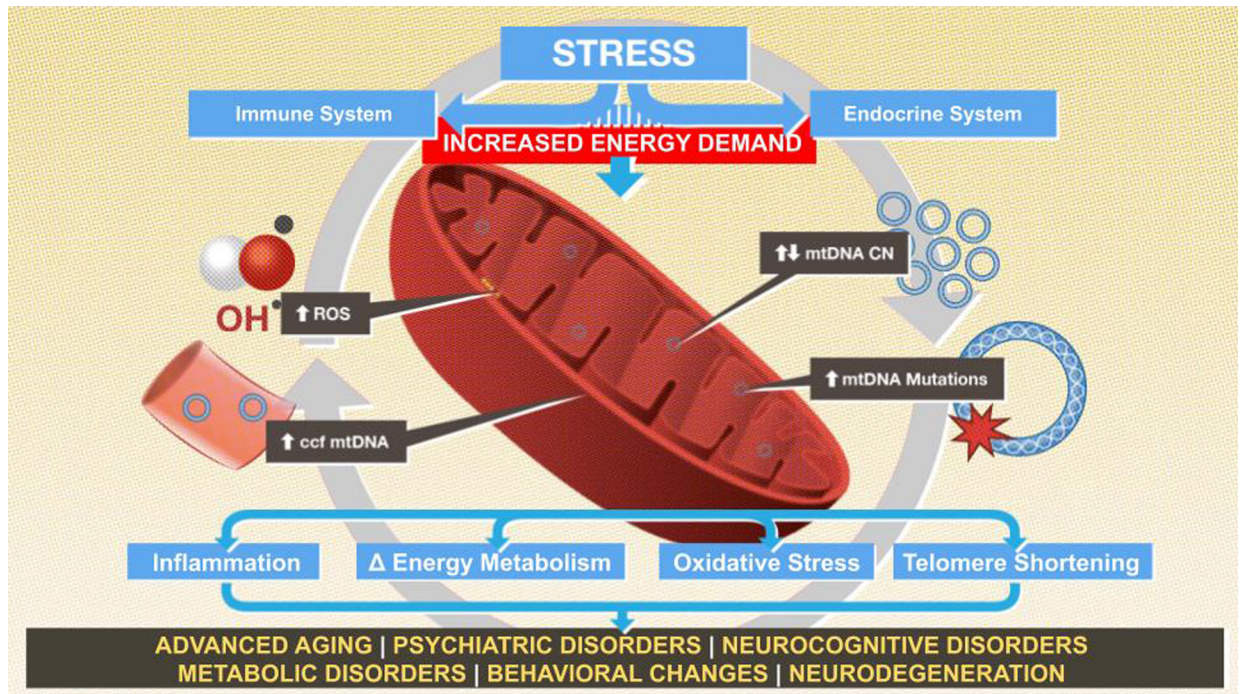 STRESS
Immune System
Endocrine System
INCREASED ENERGY DEMAND
⬆⬇ mtDNA CN
⬆ ROS
OH•
⬆ mtDNA Mutations
⬆ ccf mtDNA
Inflammation
Δ Energy Metabolism
Oxidative Stress
Telomere Shortening
ADVANCED AGING | PSYCHIATRIC DISORDERS | NEUROCOGNITIVE DISORDERS
METABOLIC DISORDERS | BEHAVIORAL CHANGES | NEURODEGENERATION